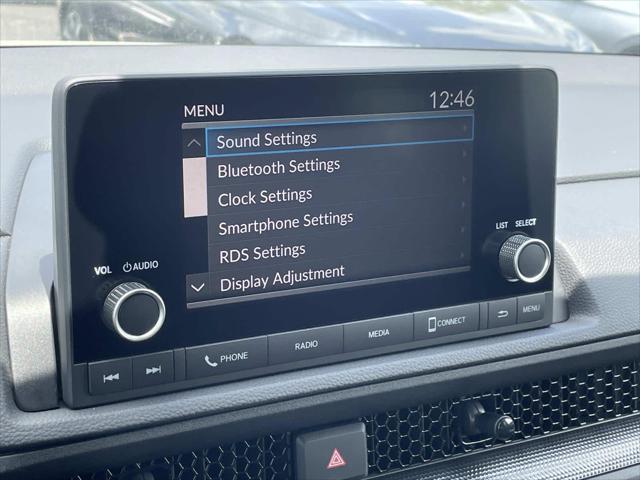 MENU 12:46
Sound Settings
Bluetooth Settings
Clock Settings
Smartphone Settings
RDS Settings
Display Adjustment
VOL AUDIO
LIST SELECT
PHONE RADIO MEDIA CONNECT MENU